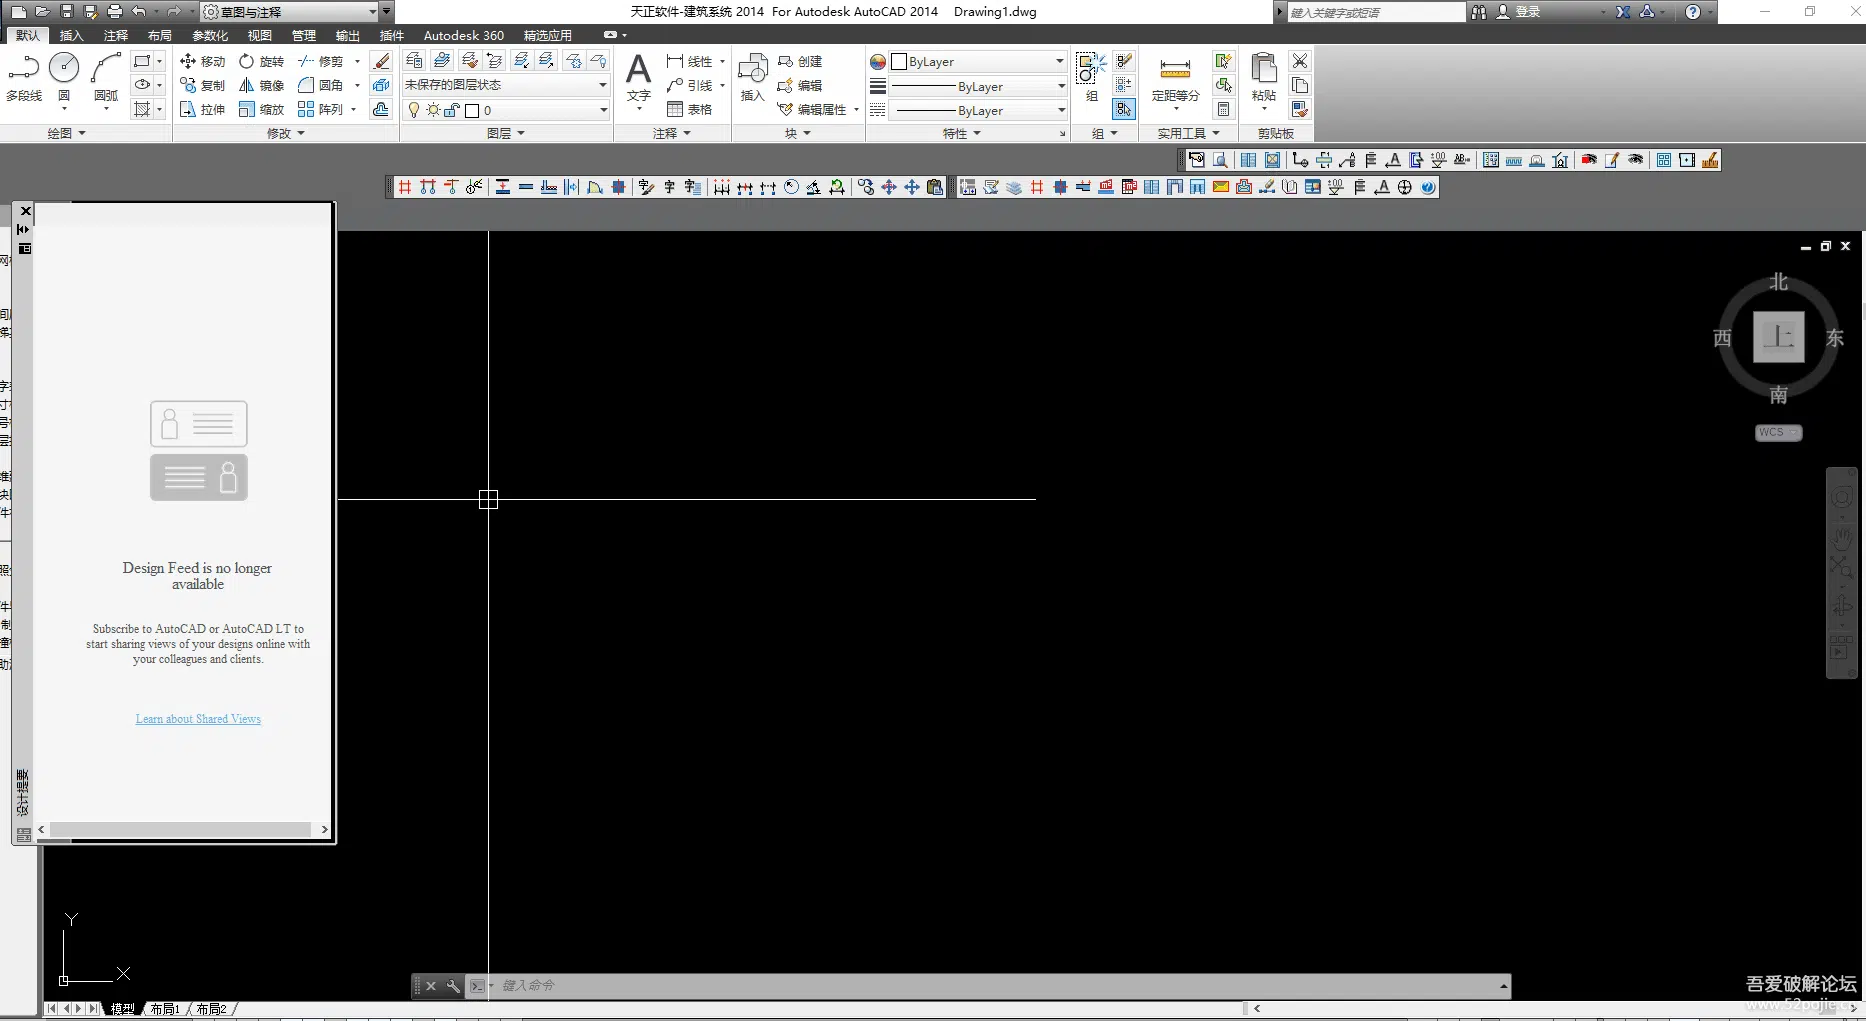 草图与注释
天正软件-建筑系统 2014 For Autodesk AutoCAD 2014 Drawing1.dwg
键入关键字或短语
登录
默认 插入 注释 布局 参数化 视图 管理 输出 插件 Autodesk 360 精选应用
多段线 圆 圆弧
移动 旋转 修剪
复制 镜像 圆角
拉伸 缩放 阵列
未保存的图层状态
0
文字
线性
引线
表格
插入
创建
编辑
编辑属性
ByLayer
ByLayer
ByLayer
组
定距等分
粘贴
绘图 修改 图层 注释 块 特性 组 实用工具 剪贴板
Design Feed is no longer
available
Subscribe to AutoCAD or AutoCAD LT to
start sharing views of your designs online with
your colleagues and clients.
Learn about Shared Views
设计提要
北
西 上 东
南
WCS
Y
X
键入命令
模型 布局1 布局2
吾爱破解论坛
www.52pojie.c